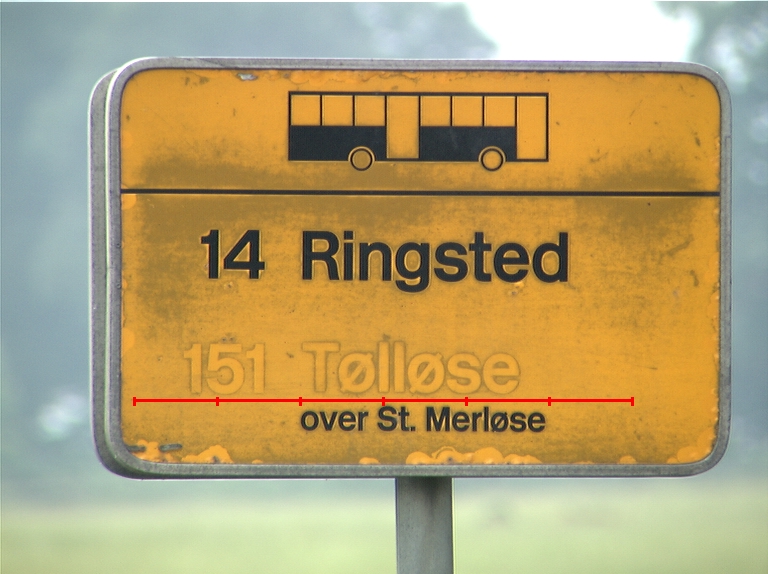 14 Ringsted
151 Tølløse
over St. Merløse